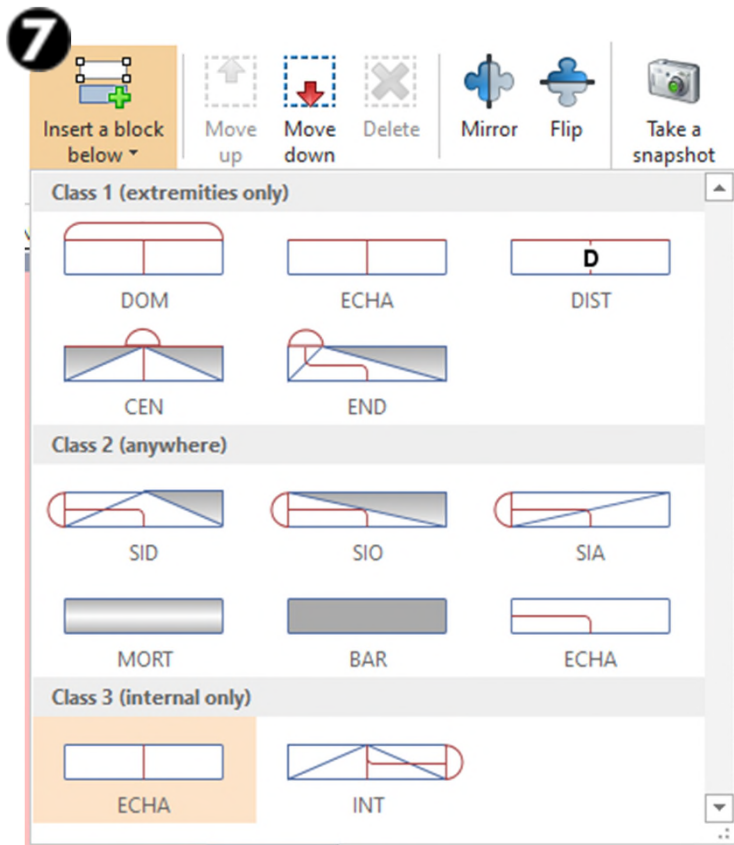 7
Insert a block
below
Move
up
Move
down
Delete
Mirror
Flip
Take a
snapshot
Class 1 (extremities only)
DOM
ECHA
DIST
D
CEN
END
Class 2 (anywhere)
SID
SIO
SIA
MORT
BAR
ECHA
Class 3 (internal only)
ECHA
INT